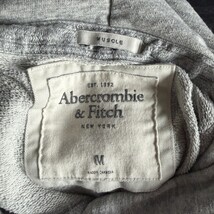 MUSCLE
EST. 1892
Abercrombie
& Fitch
NEW YORK
M